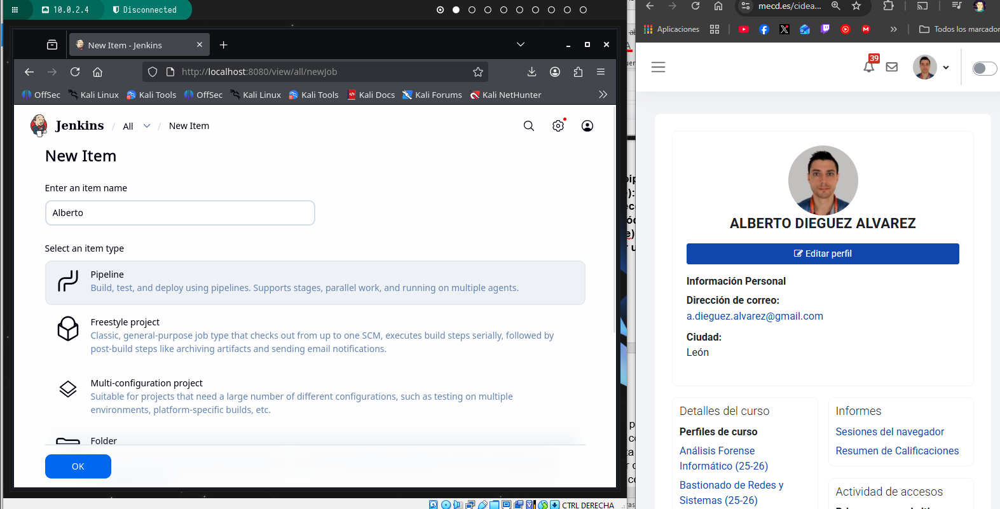 10.0.2.4
Disconnected
New Item - Jenkins
http://localhost:8080/view/all/newJob
OffSec
Kali Linux
Kali Tools
OffSec
Kali Linux
Kali Tools
Kali Docs
Kali Forums
Kali NetHunter
Jenkins / All / New Item
New Item
Enter an item name
Alberto
Select an item type
Pipeline
Build, test, and deploy using pipelines. Supports stages, parallel work, and running on multiple agents.
Freestyle project
Classic, general-purpose job type that checks out from up to one SCM, executes build steps serially, followed by
post-build steps like archiving artifacts and sending email notifications.
Multi-configuration project
Suitable for projects that need a large number of different configurations, such as testing on multiple
environments, platform-specific builds, etc.
Folder
OK
CTRL DERECHA
mecd.es/cidea...
Aplicaciones
Todos los marcador
39
ALBERTO DIEGUEZ ALVAREZ
Editar perfil
Información Personal
Dirección de correo:
a.dieguez.alvarez@gmail.com
Ciudad:
León
Detalles del curso
Perfiles de curso
Análisis Forense
Informático (25-26)
Bastionado de Redes y
Sistemas (25-26)
Informes
Sesiones del navegador
Resumen de Calificaciones
Actividad de accesos